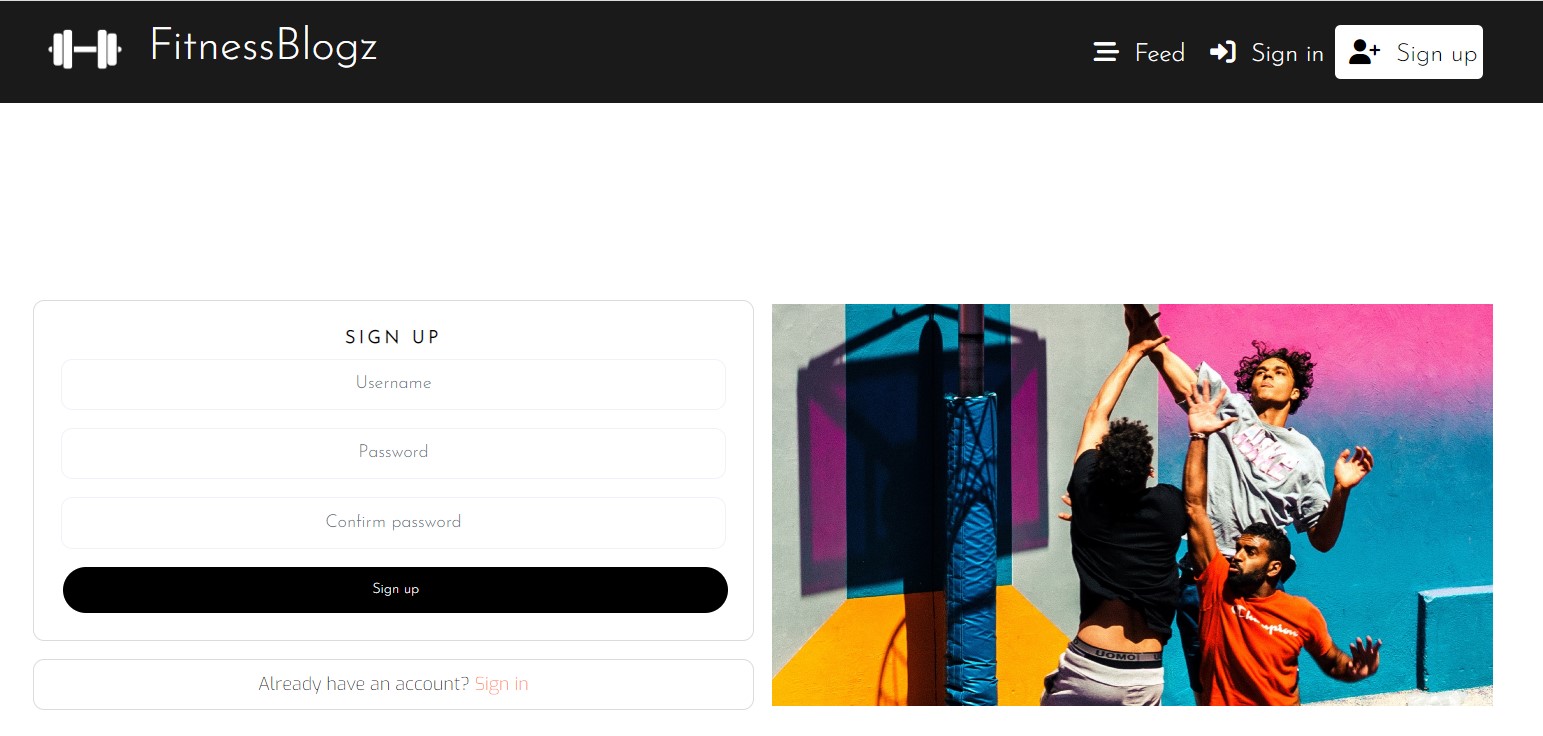 FitnessBlogz
Feed
Sign in
Sign up
SIGN UP
Username
Password
Confirm password
Sign up
Already have an account? Sign in
Champion
UOMO